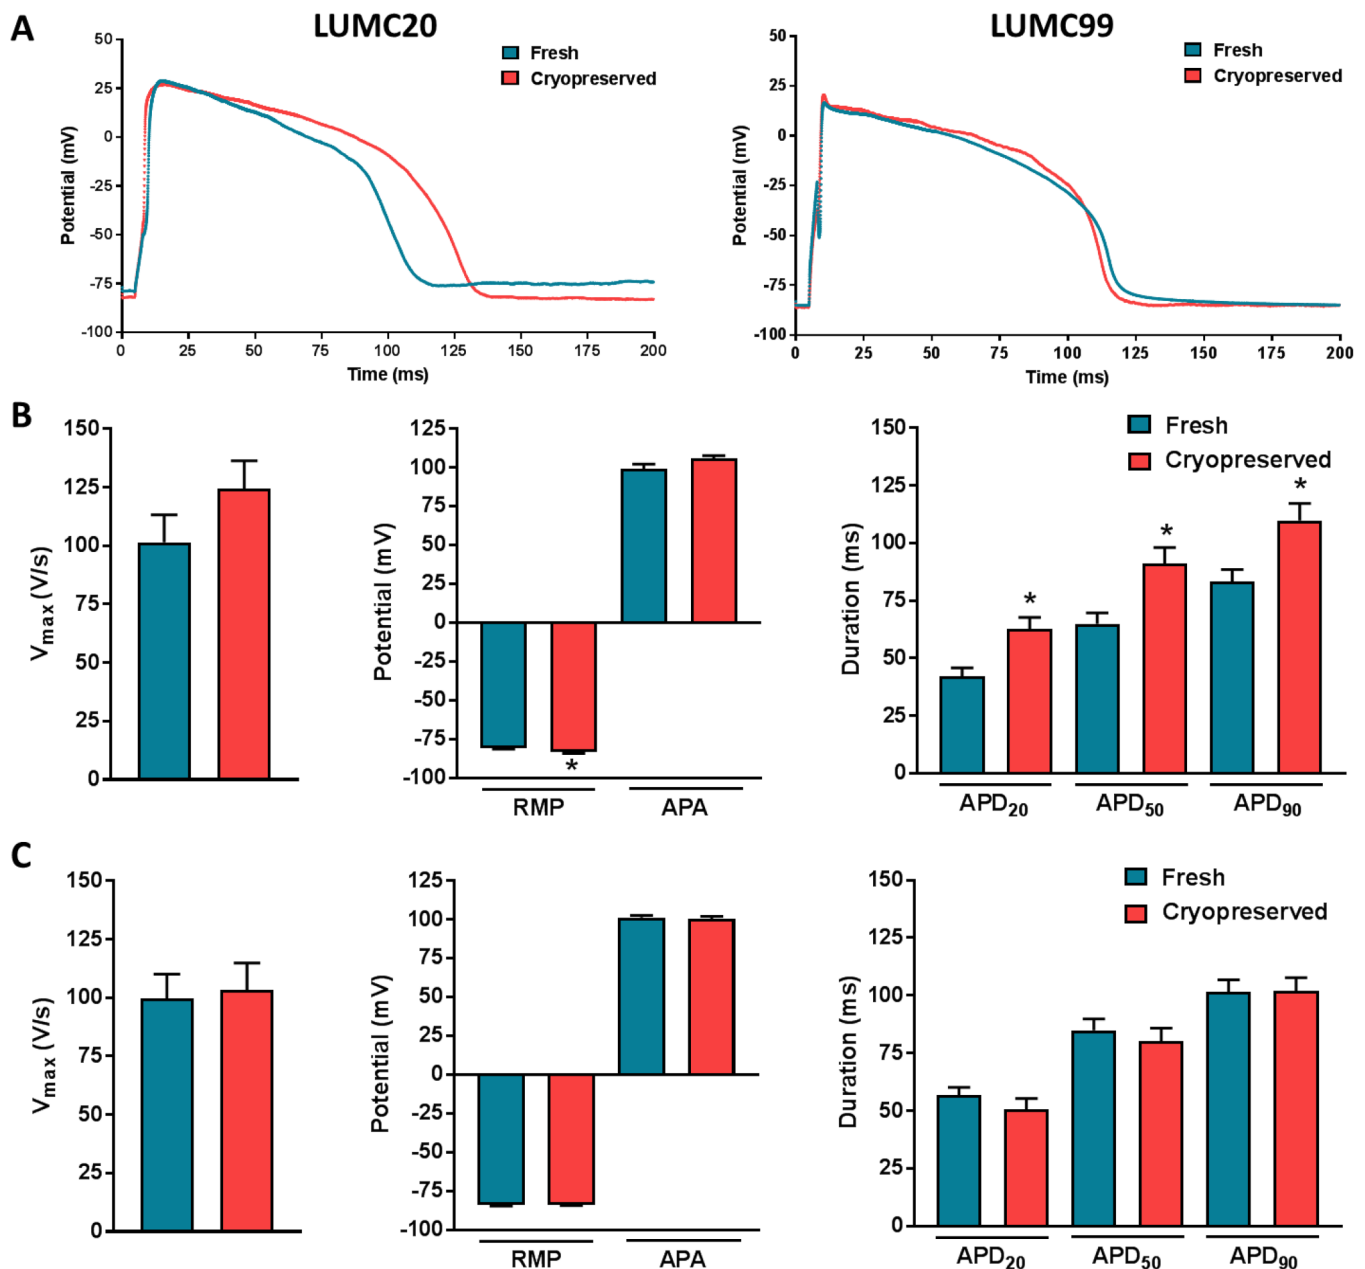 A
LUMC20
LUMC99
Fresh
Cryopreserved
Potential (mV)
50
25
0
-25
-50
-75
-100
0 25 50 75 100 125 150 175 200
Time (ms)
Fresh
Cryopreserved
Potential (mV)
50
25
0
-25
-50
-75
-100
0 25 50 75 100 125 150 175 200
Time (ms)
B
Vmax (V/s)
150
125
100
75
50
25
0
Potential (mV)
125
100
75
50
25
0
-25
-50
-75
-100
*
RMP APA
Fresh
Cryopreserved
Duration (ms)
150
125
100
75
50
25
0
* * *
APD20 APD50 APD90
C
Vmax (V/s)
150
125
100
75
50
25
0
Potential (mV)
125
100
75
50
25
0
-25
-50
-75
-100
RMP APA
Fresh
Cryopreserved
Duration (ms)
150
125
100
75
50
25
0
APD20 APD50 APD90